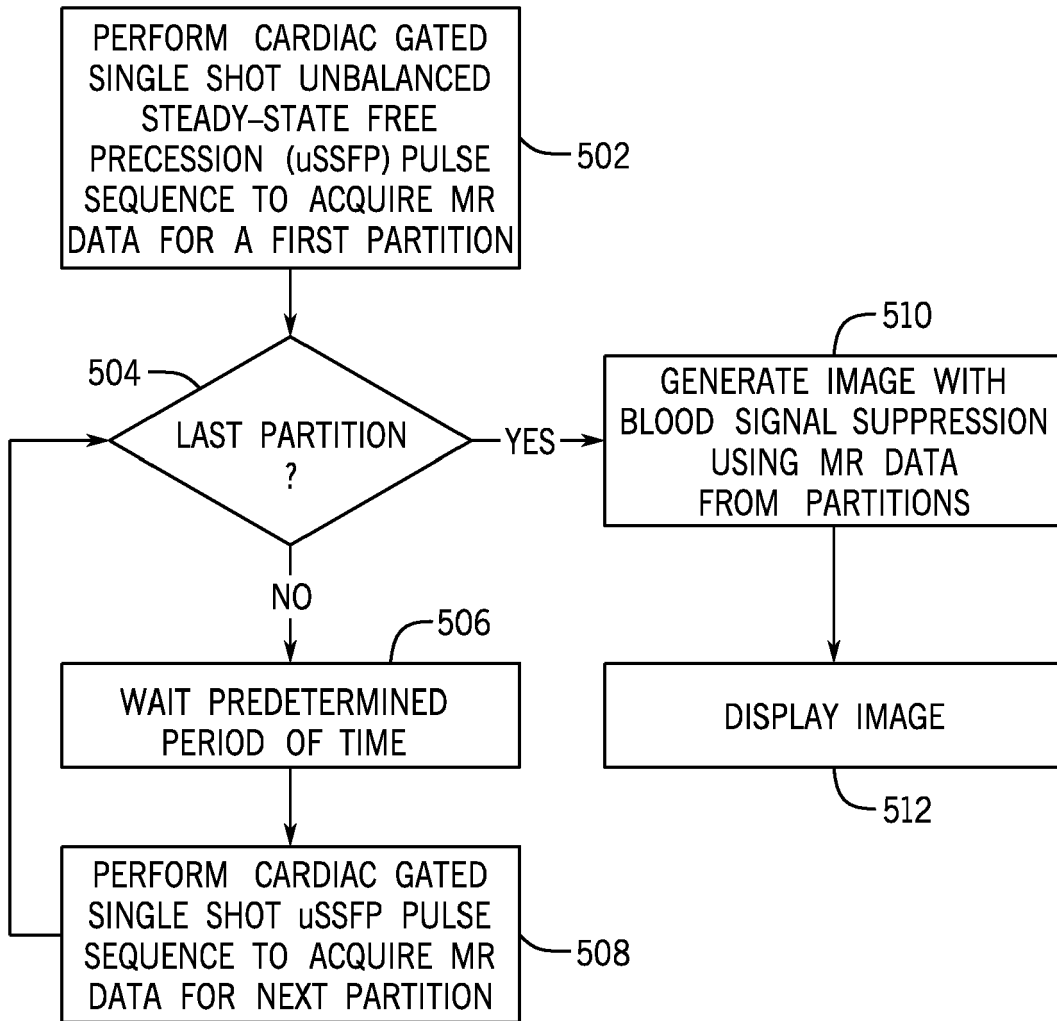 PERFORM CARDIAC GATED
SINGLE SHOT UNBALANCED
STEADY–STATE FREE
PRECESSION (uSSFP) PULSE
SEQUENCE TO ACQUIRE MR
DATA FOR A FIRST PARTITION
502
504
LAST PARTITION
?
YES
NO
506
WAIT PREDETERMINED
PERIOD OF TIME
PERFORM CARDIAC GATED
SINGLE SHOT uSSFP PULSE
SEQUENCE TO ACQUIRE MR
DATA FOR NEXT PARTITION
508
510
GENERATE IMAGE WITH
BLOOD SIGNAL SUPPRESSION
USING MR DATA
FROM PARTITIONS
DISPLAY IMAGE
512